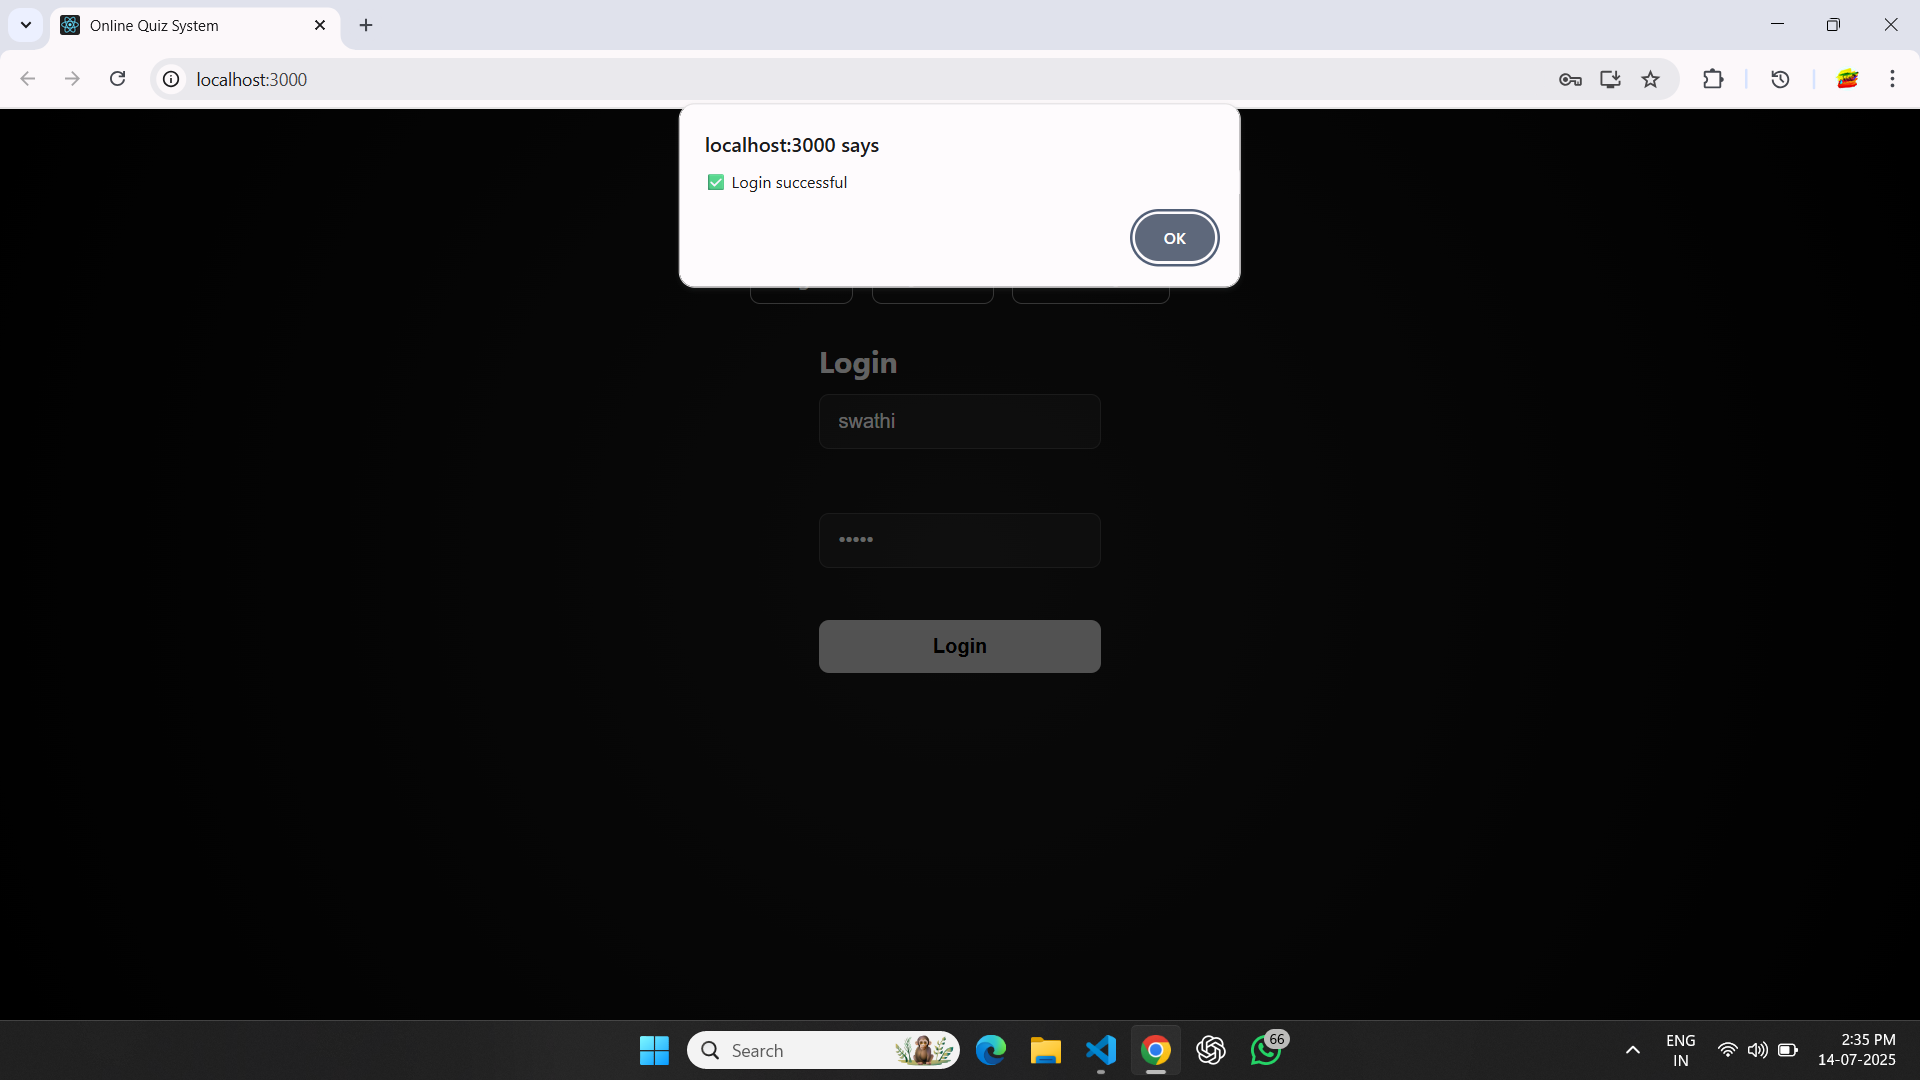 Online Quiz System
localhost:3000
localhost:3000 says
✅ Login successful
OK
Login
swathi
•••••
Login
Search
66
ENG
IN
2:35 PM
14-07-2025